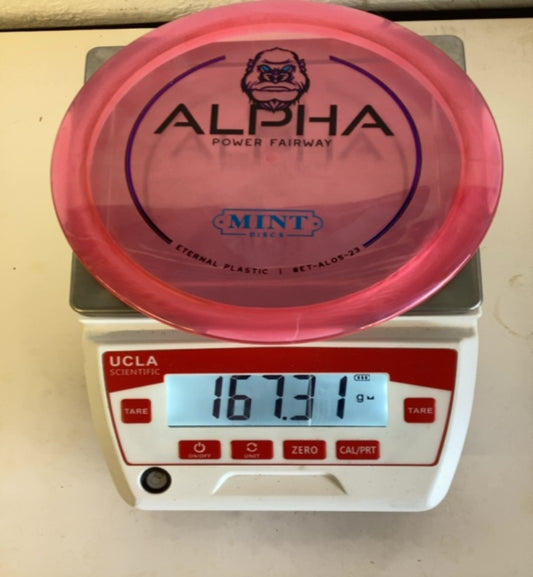 ALPHA
POWER FAIRWAY
MINT
DISCS
ETERNAL PLASTIC | #ET-AL05-23
UCLA
SCIENTIFIC
167.31 g
TARE
TARE
ON/OFF
UNIT
ZERO
CAL/PRT